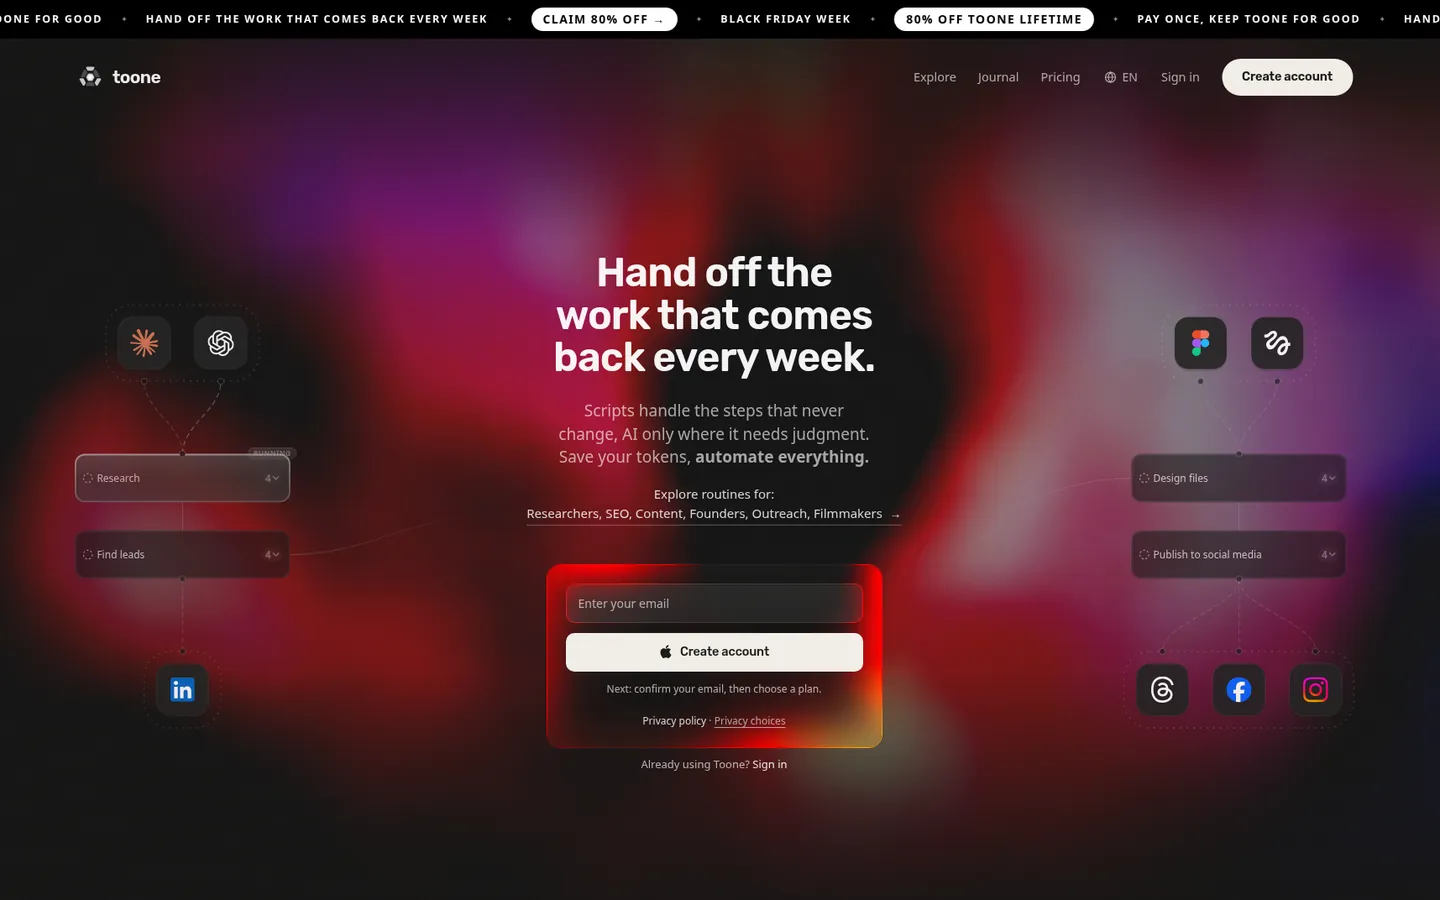 ONE FOR GOOD ✦ HAND OFF THE WORK THAT COMES BACK EVERY WEEK ✦ CLAIM 80% OFF → ✦ BLACK FRIDAY WEEK ✦ 80% OFF TOONE LIFETIME ✦ PAY ONCE, KEEP TOONE FOR GOOD ✦ HAND
toone
Explore
Journal
Pricing
EN
Sign in
Create account
Hand off the
work that comes
back every week.
Scripts handle the steps that never
change, AI only where it needs judgment.
Save your tokens, automate everything.
Explore routines for:
Researchers, SEO, Content, Founders, Outreach, Filmmakers →
RUNNING
Research
4
Find leads
4
in
Design files
4
Publish to social media
4
Enter your email
Create account
Next: confirm your email, then choose a plan.
Privacy policy · Privacy choices
Already using Toone? Sign in